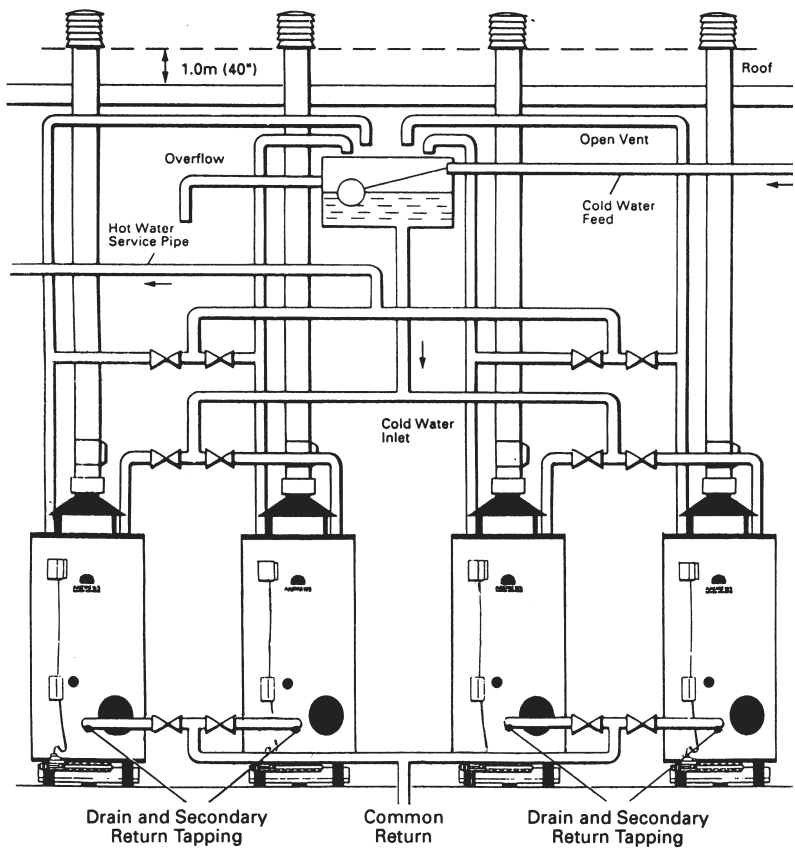 1.0m (40")
Roof
Open Vent
Overflow
Cold Water
Feed
Hot Water
Service Pipe
Cold Water
Inlet
Drain and Secondary
Return Tapping
Common
Return
Drain and Secondary
Return Tapping